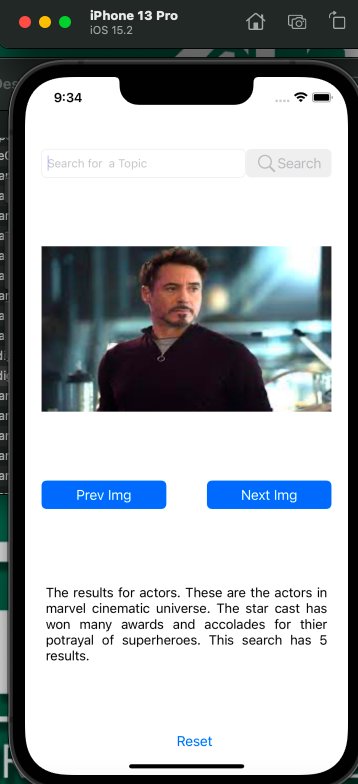 iPhone 13 Pro
iOS 15.2
9:34
Search for a Topic
Search
Prev Img
Next Img
The results for actors. These are the actors in
marvel cinematic universe. The star cast has
won many awards and accolades for thier
potrayal of superheroes. This search has 5
results.
Reset